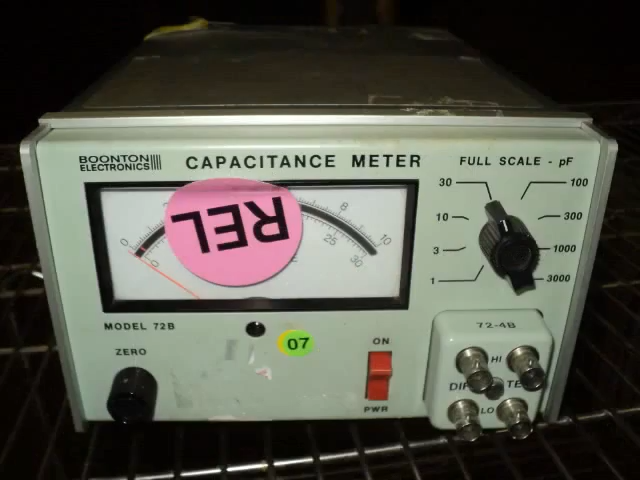 BOONTON
ELECTRONICS
CAPACITANCE METER
FULL SCALE - pF
30
100
10
300
3
1000
1
3000
0
8
10
0
25
30
REL
MODEL 72B
ZERO
07
ON
PWR
72-4B
HI
LO